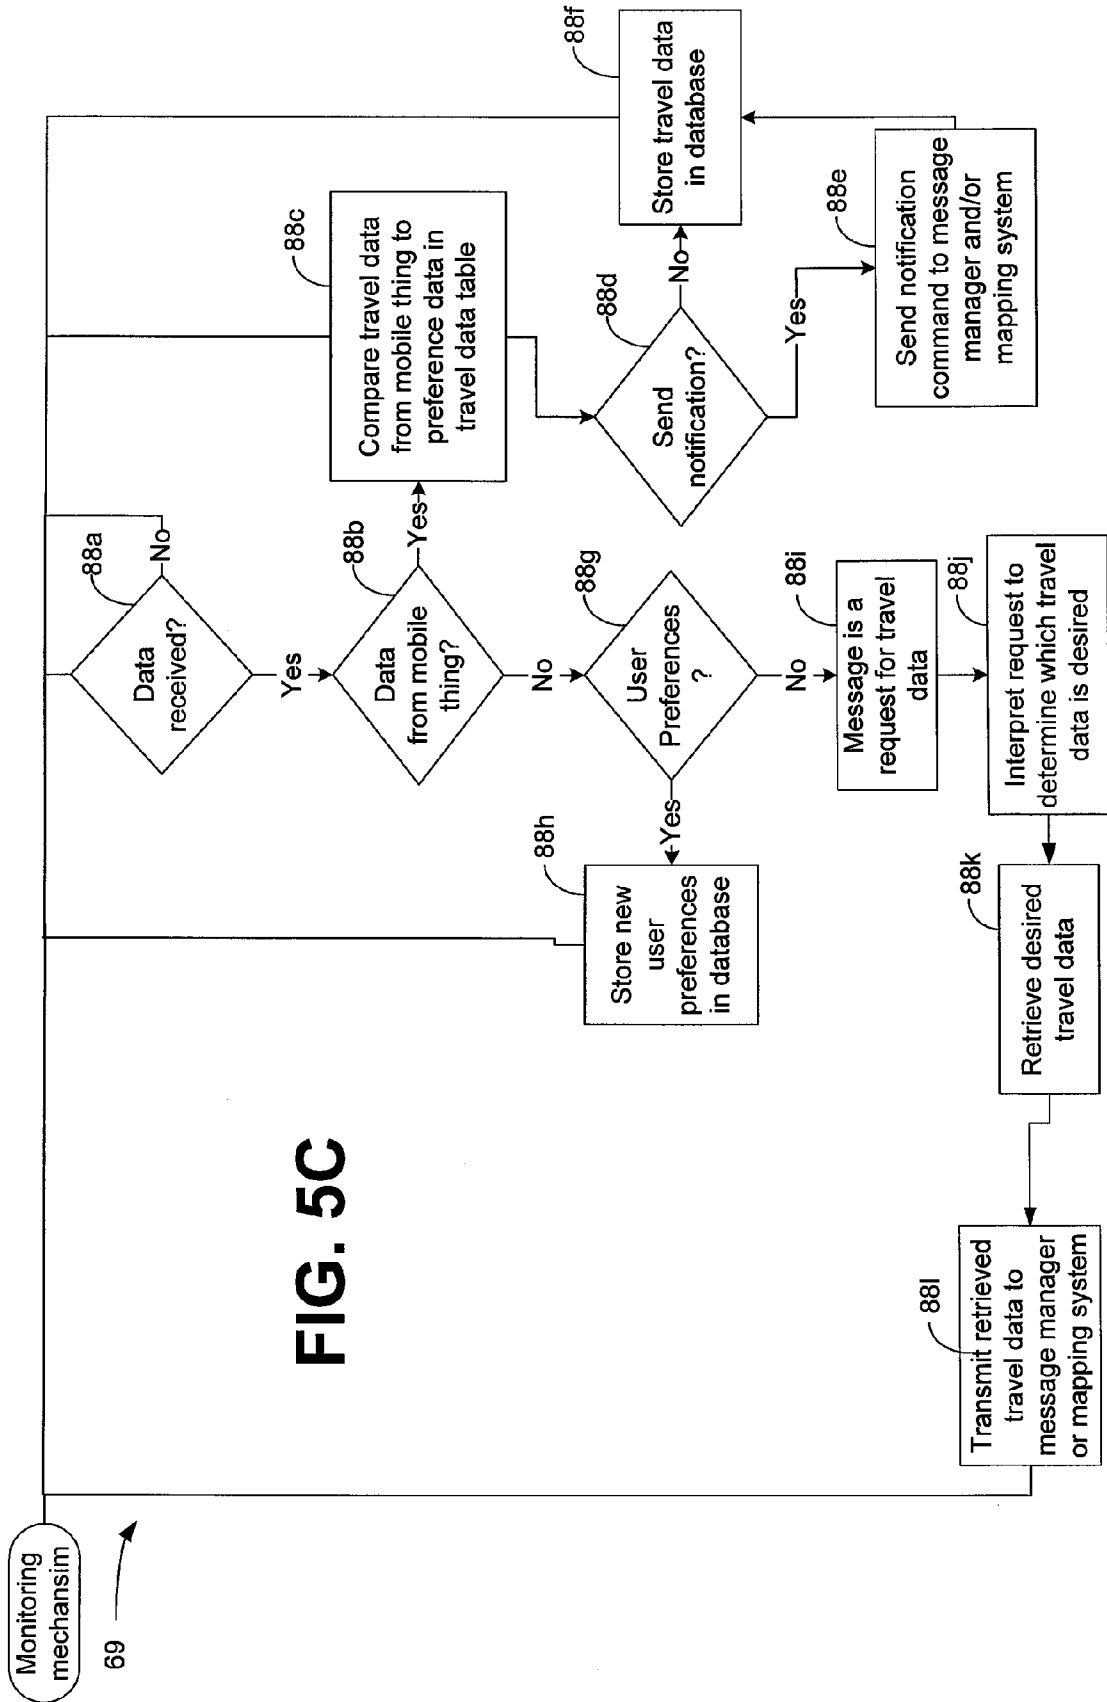 Monitoring
mechansim
69
88a
Data
received?
No
Yes
88b
Data
from mobile
thing?
Yes
No
88c
Compare travel data
from mobile thing to
preference data in
travel data table
88d
Send
notification?
No
Yes
88f
Store travel data
in database
88e
Send notification
command to message
manager and/or
mapping system
88g
User
Preferences
?
Yes
No
88h
Store new
user
preferences
in database
88i
Message is a
request for travel
data
88j
Interpret request to
determine which travel
data is desired
88k
Retrieve desired
travel data
88l
Transmit retrieved
travel data to
message manager
or mapping system
FIG. 5C